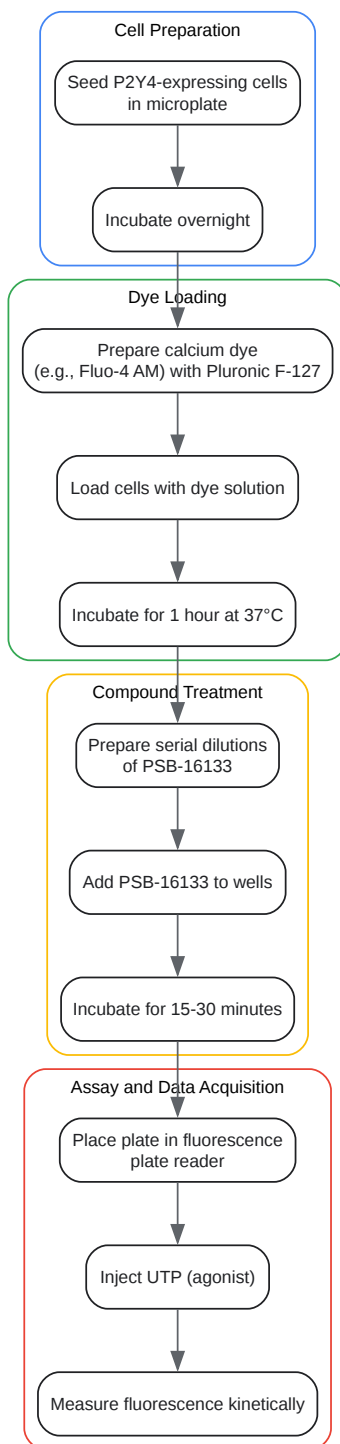 Cell Preparation
Seed P2Y4-expressing cells
in microplate
Incubate overnight
Dye Loading
Prepare calcium dye
(e.g., Fluo-4 AM) with Pluronic F-127
Load cells with dye solution
Incubate for 1 hour at 37°C
Compound Treatment
Prepare serial dilutions
of PSB-16133
Add PSB-16133 to wells
Incubate for 15-30 minutes
Assay and Data Acquisition
Place plate in fluorescence
plate reader
Inject UTP (agonist)
Measure fluorescence kinetically